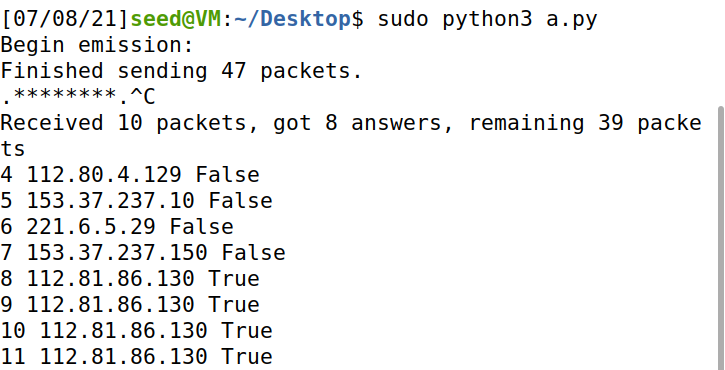 [07/08/21]seed@VM:~/Desktop$ sudo python3 a.py
Begin emission:
Finished sending 47 packets.
.********.^C
Received 10 packets, got 8 answers, remaining 39 packe
ts
4 112.80.4.129 False
5 153.37.237.10 False
6 221.6.5.29 False
7 153.37.237.150 False
8 112.81.86.130 True
9 112.81.86.130 True
10 112.81.86.130 True
11 112.81.86.130 True